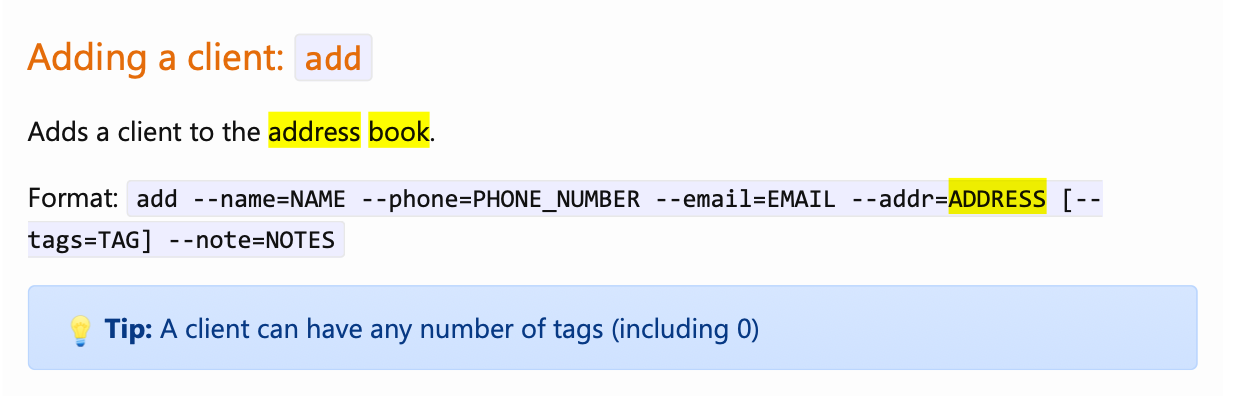 Adding a client: add
Adds a client to the address book.
Format: add --name=NAME --phone=PHONE_NUMBER --email=EMAIL --addr=ADDRESS [--
tags=TAG] --note=NOTES
Tip: A client can have any number of tags (including 0)